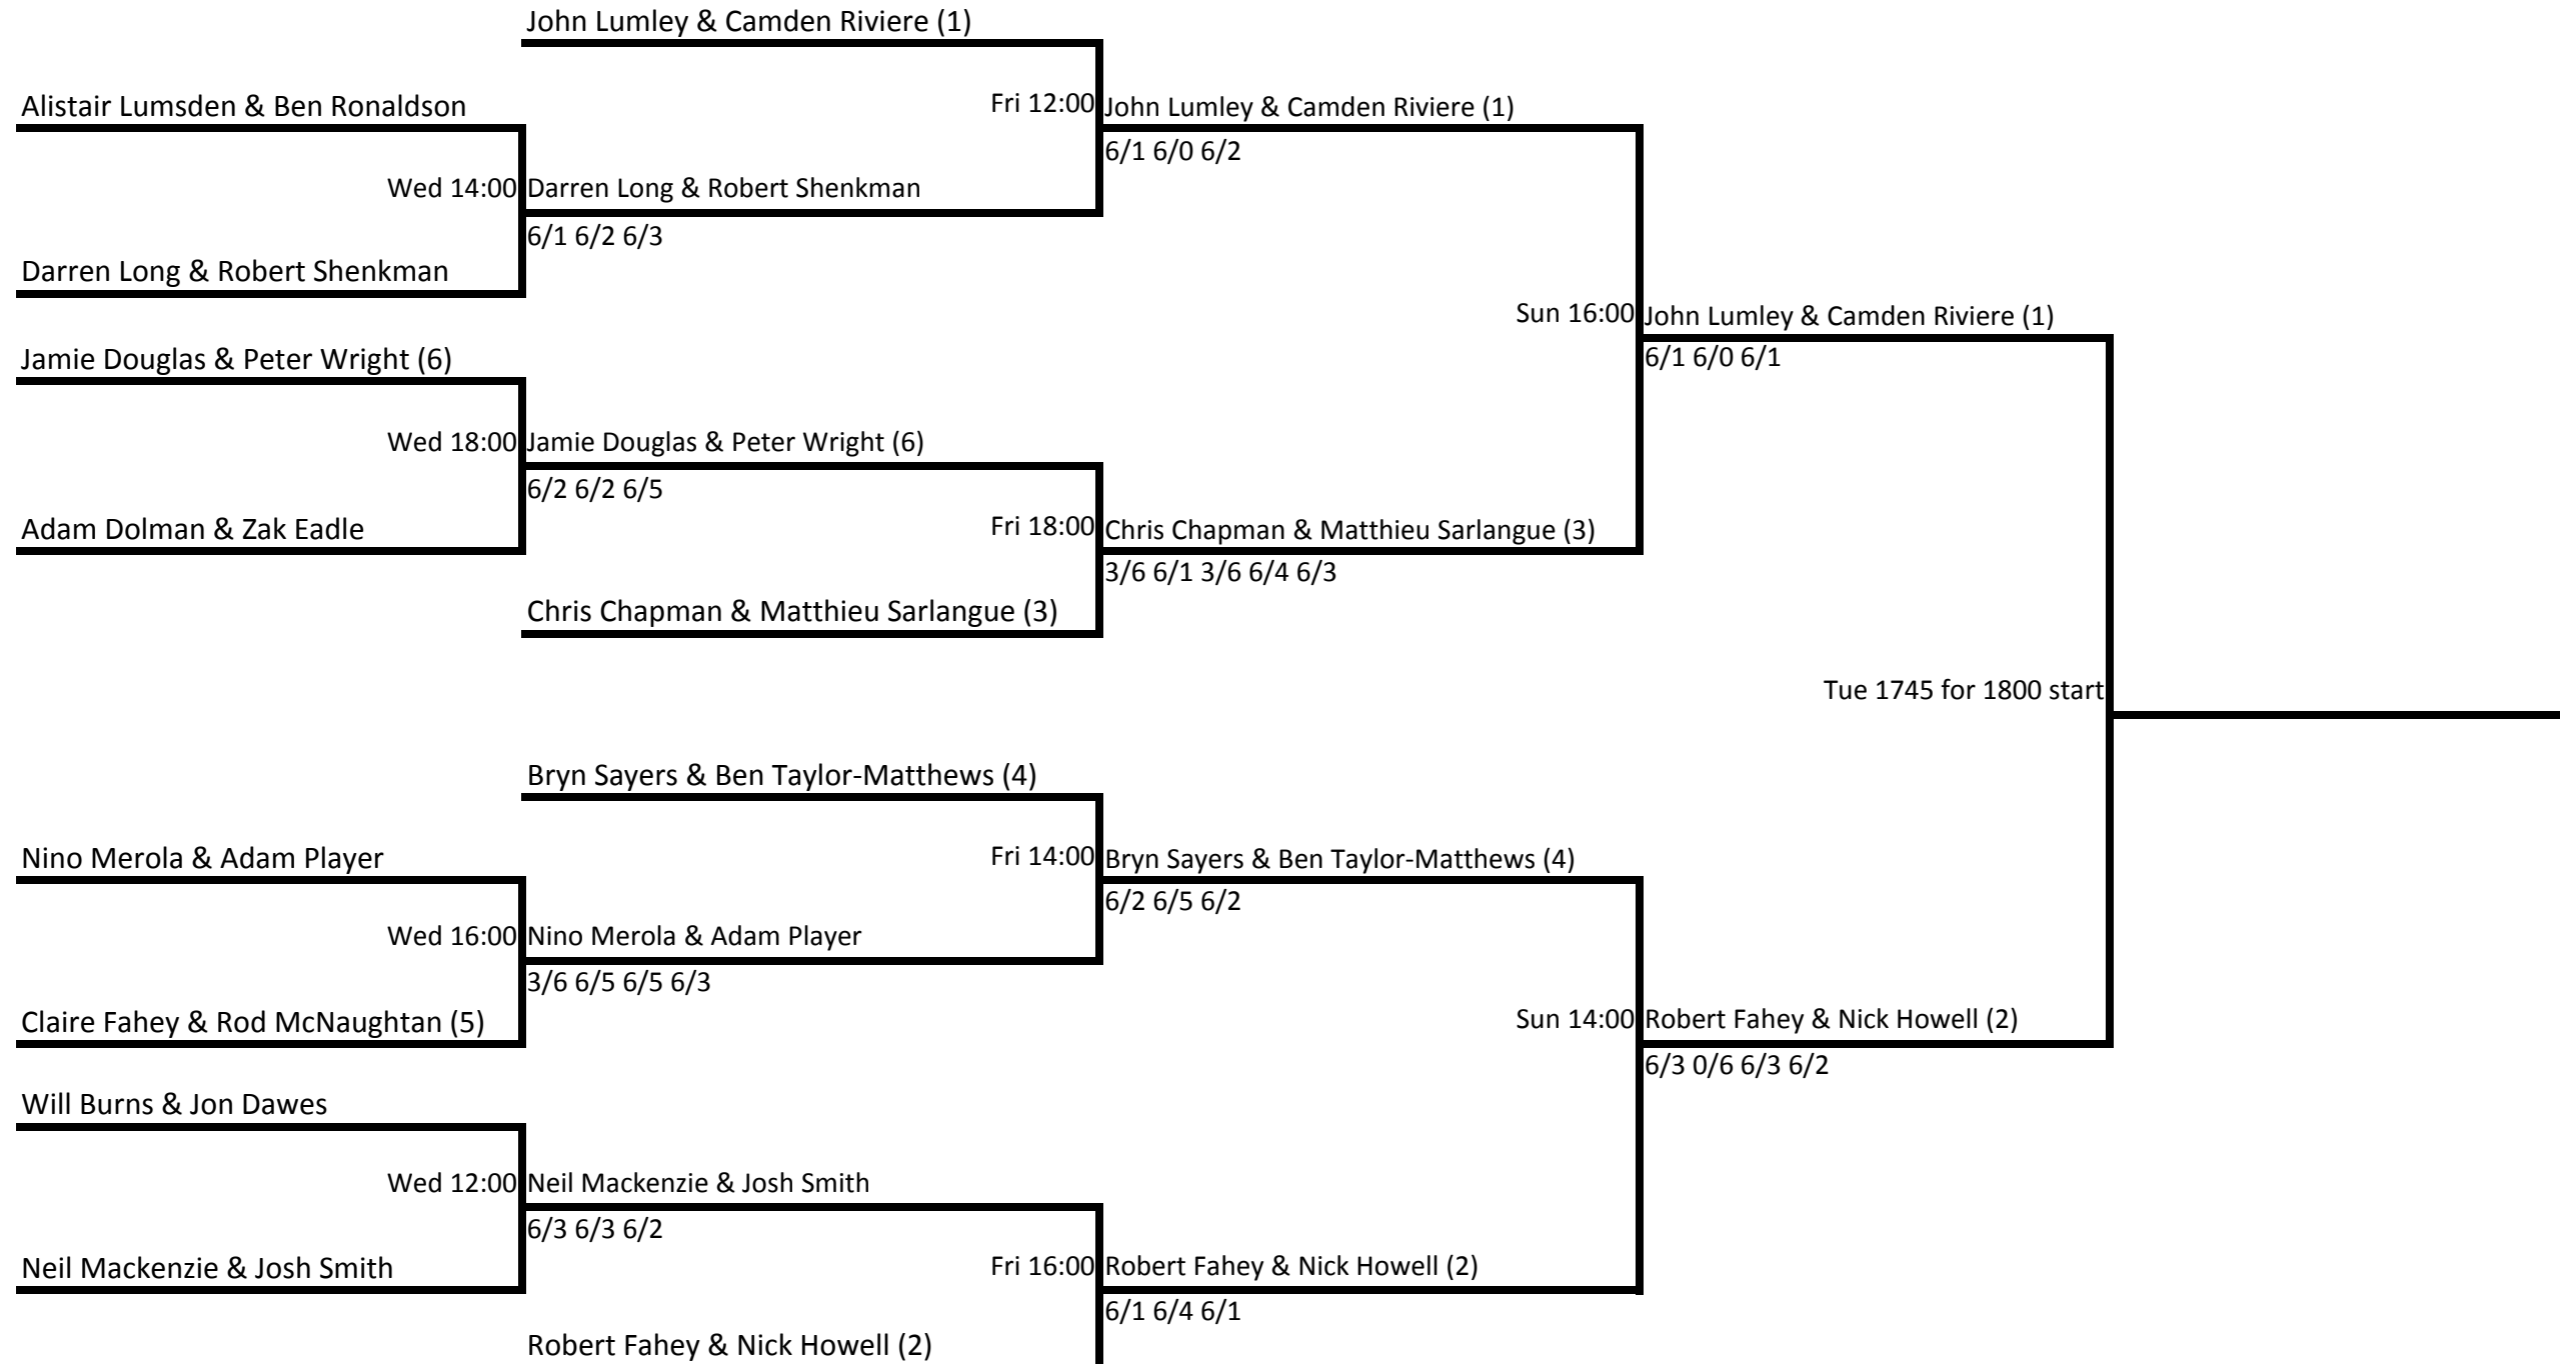 John Lumley & Camden Riviere (1)
Alistair Lumsden & Ben Ronaldson
Fri 12:00 John Lumley & Camden Riviere (1)
6/1 6/0 6/2
Wed 14:00 Darren Long & Robert Shenkman
6/1 6/2 6/3
Darren Long & Robert Shenkman
Sun 16:00 John Lumley & Camden Riviere (1)
6/1 6/0 6/1
Jamie Douglas & Peter Wright (6)
Wed 18:00 Jamie Douglas & Peter Wright (6)
6/2 6/2 6/5
Adam Dolman & Zak Eadle
Fri 18:00 Chris Chapman & Matthieu Sarlangue (3)
3/6 6/1 3/6 6/4 6/3
Chris Chapman & Matthieu Sarlangue (3)
Tue 1745 for 1800 start
Bryn Sayers & Ben Taylor-Matthews (4)
Nino Merola & Adam Player
Fri 14:00 Bryn Sayers & Ben Taylor-Matthews (4)
6/2 6/5 6/2
Wed 16:00 Nino Merola & Adam Player
3/6 6/5 6/5 6/3
Claire Fahey & Rod McNaughtan (5)
Sun 14:00 Robert Fahey & Nick Howell (2)
6/3 0/6 6/3 6/2
Will Burns & Jon Dawes
Wed 12:00 Neil Mackenzie & Josh Smith
6/3 6/3 6/2
Neil Mackenzie & Josh Smith
Fri 16:00 Robert Fahey & Nick Howell (2)
6/1 6/4 6/1
Robert Fahey & Nick Howell (2)